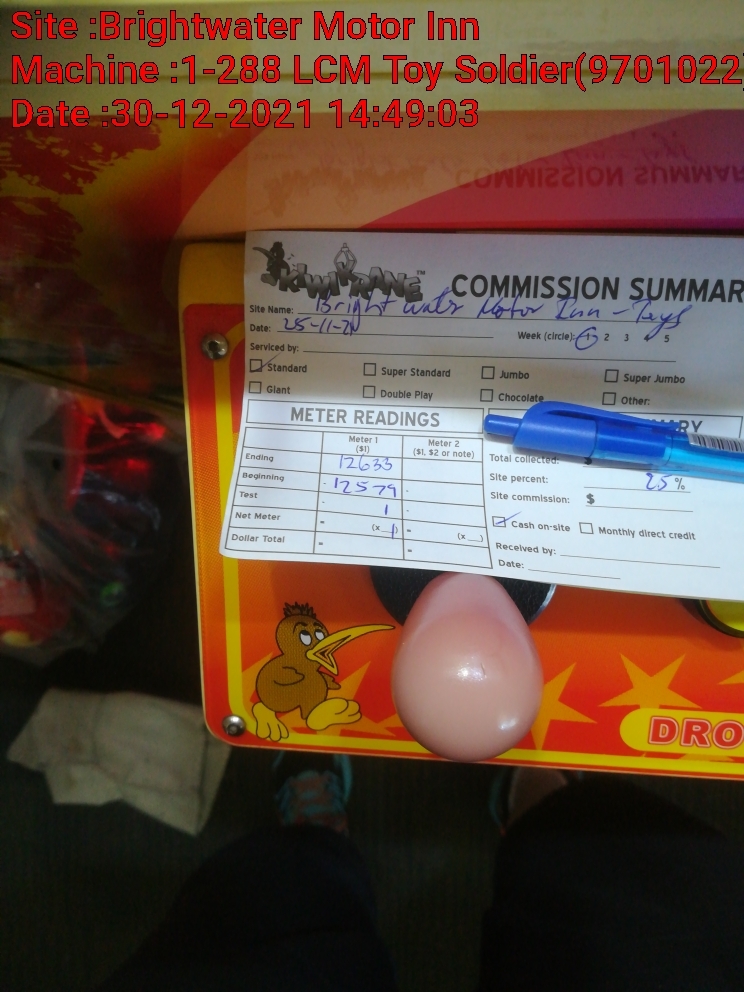 Site :Brightwater Motor Inn
Machine :1-288 LCM Toy Soldier(9701022)
Date :30-12-2021 14:49:03
COMMISSION SUMMAR
KIWIKRANE™ COMMISSION SUMMAR
Site Name: Bright water Motor Inn - Toys
Date: 25-11-21 Week (circle): 1 2 3 4 5
Serviced by:
Standard Super Standard Jumbo Super Jumbo
Giant Double Play Chocolate Other:
METER READINGS ARY
Meter 1 ($1) Meter 2 ($1, $2 or note)
Ending 12633 Total collected: $
Beginning - 12579 - Site percent: 25%
Test - 1 - Site commission: $
Net Meter = (x 1) = (x __) Cash on-site Monthly direct credit
Dollar Total = = Received by:
Date:
DRO